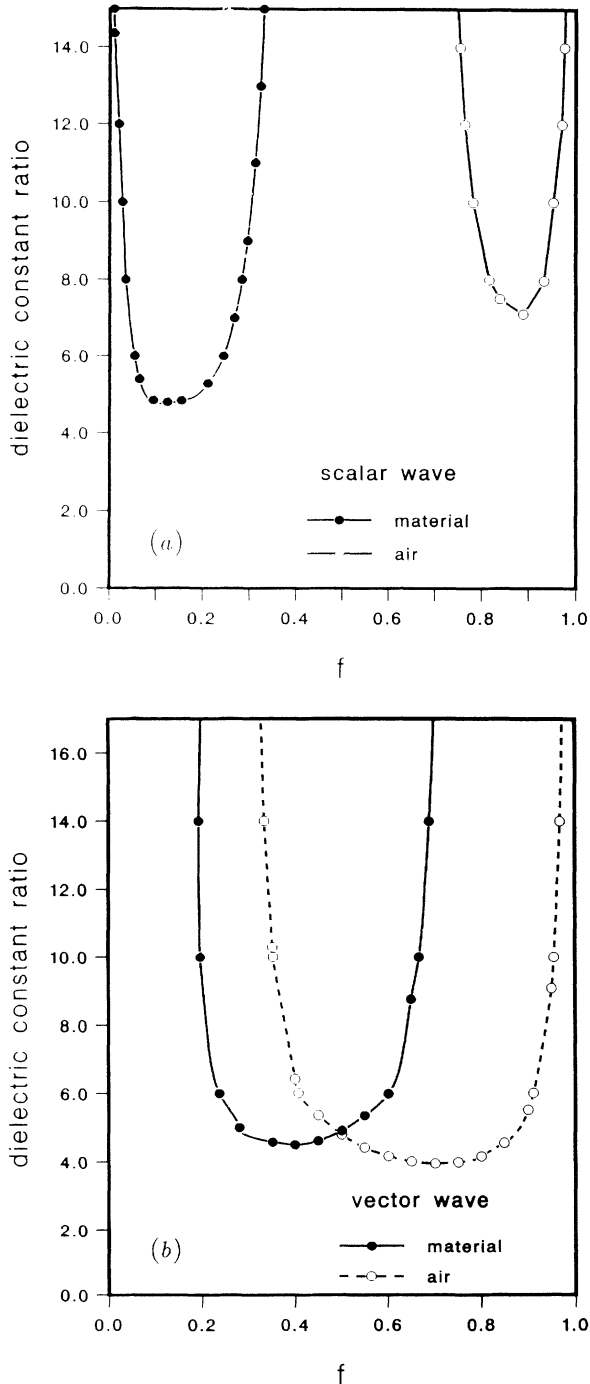 14.0
12.0
10.0
8.0
6.0
4.0
2.0
0.0
dielectric constant ratio
scalar wave
material
air
(a)
0.0 0.2 0.4 0.6 0.8 1.0
f
16.0
14.0
12.0
10.0
8.0
6.0
4.0
2.0
0.0
dielectric constant ratio
vector wave
material
air
(b)
0.0 0.2 0.4 0.6 0.8 1.0
f